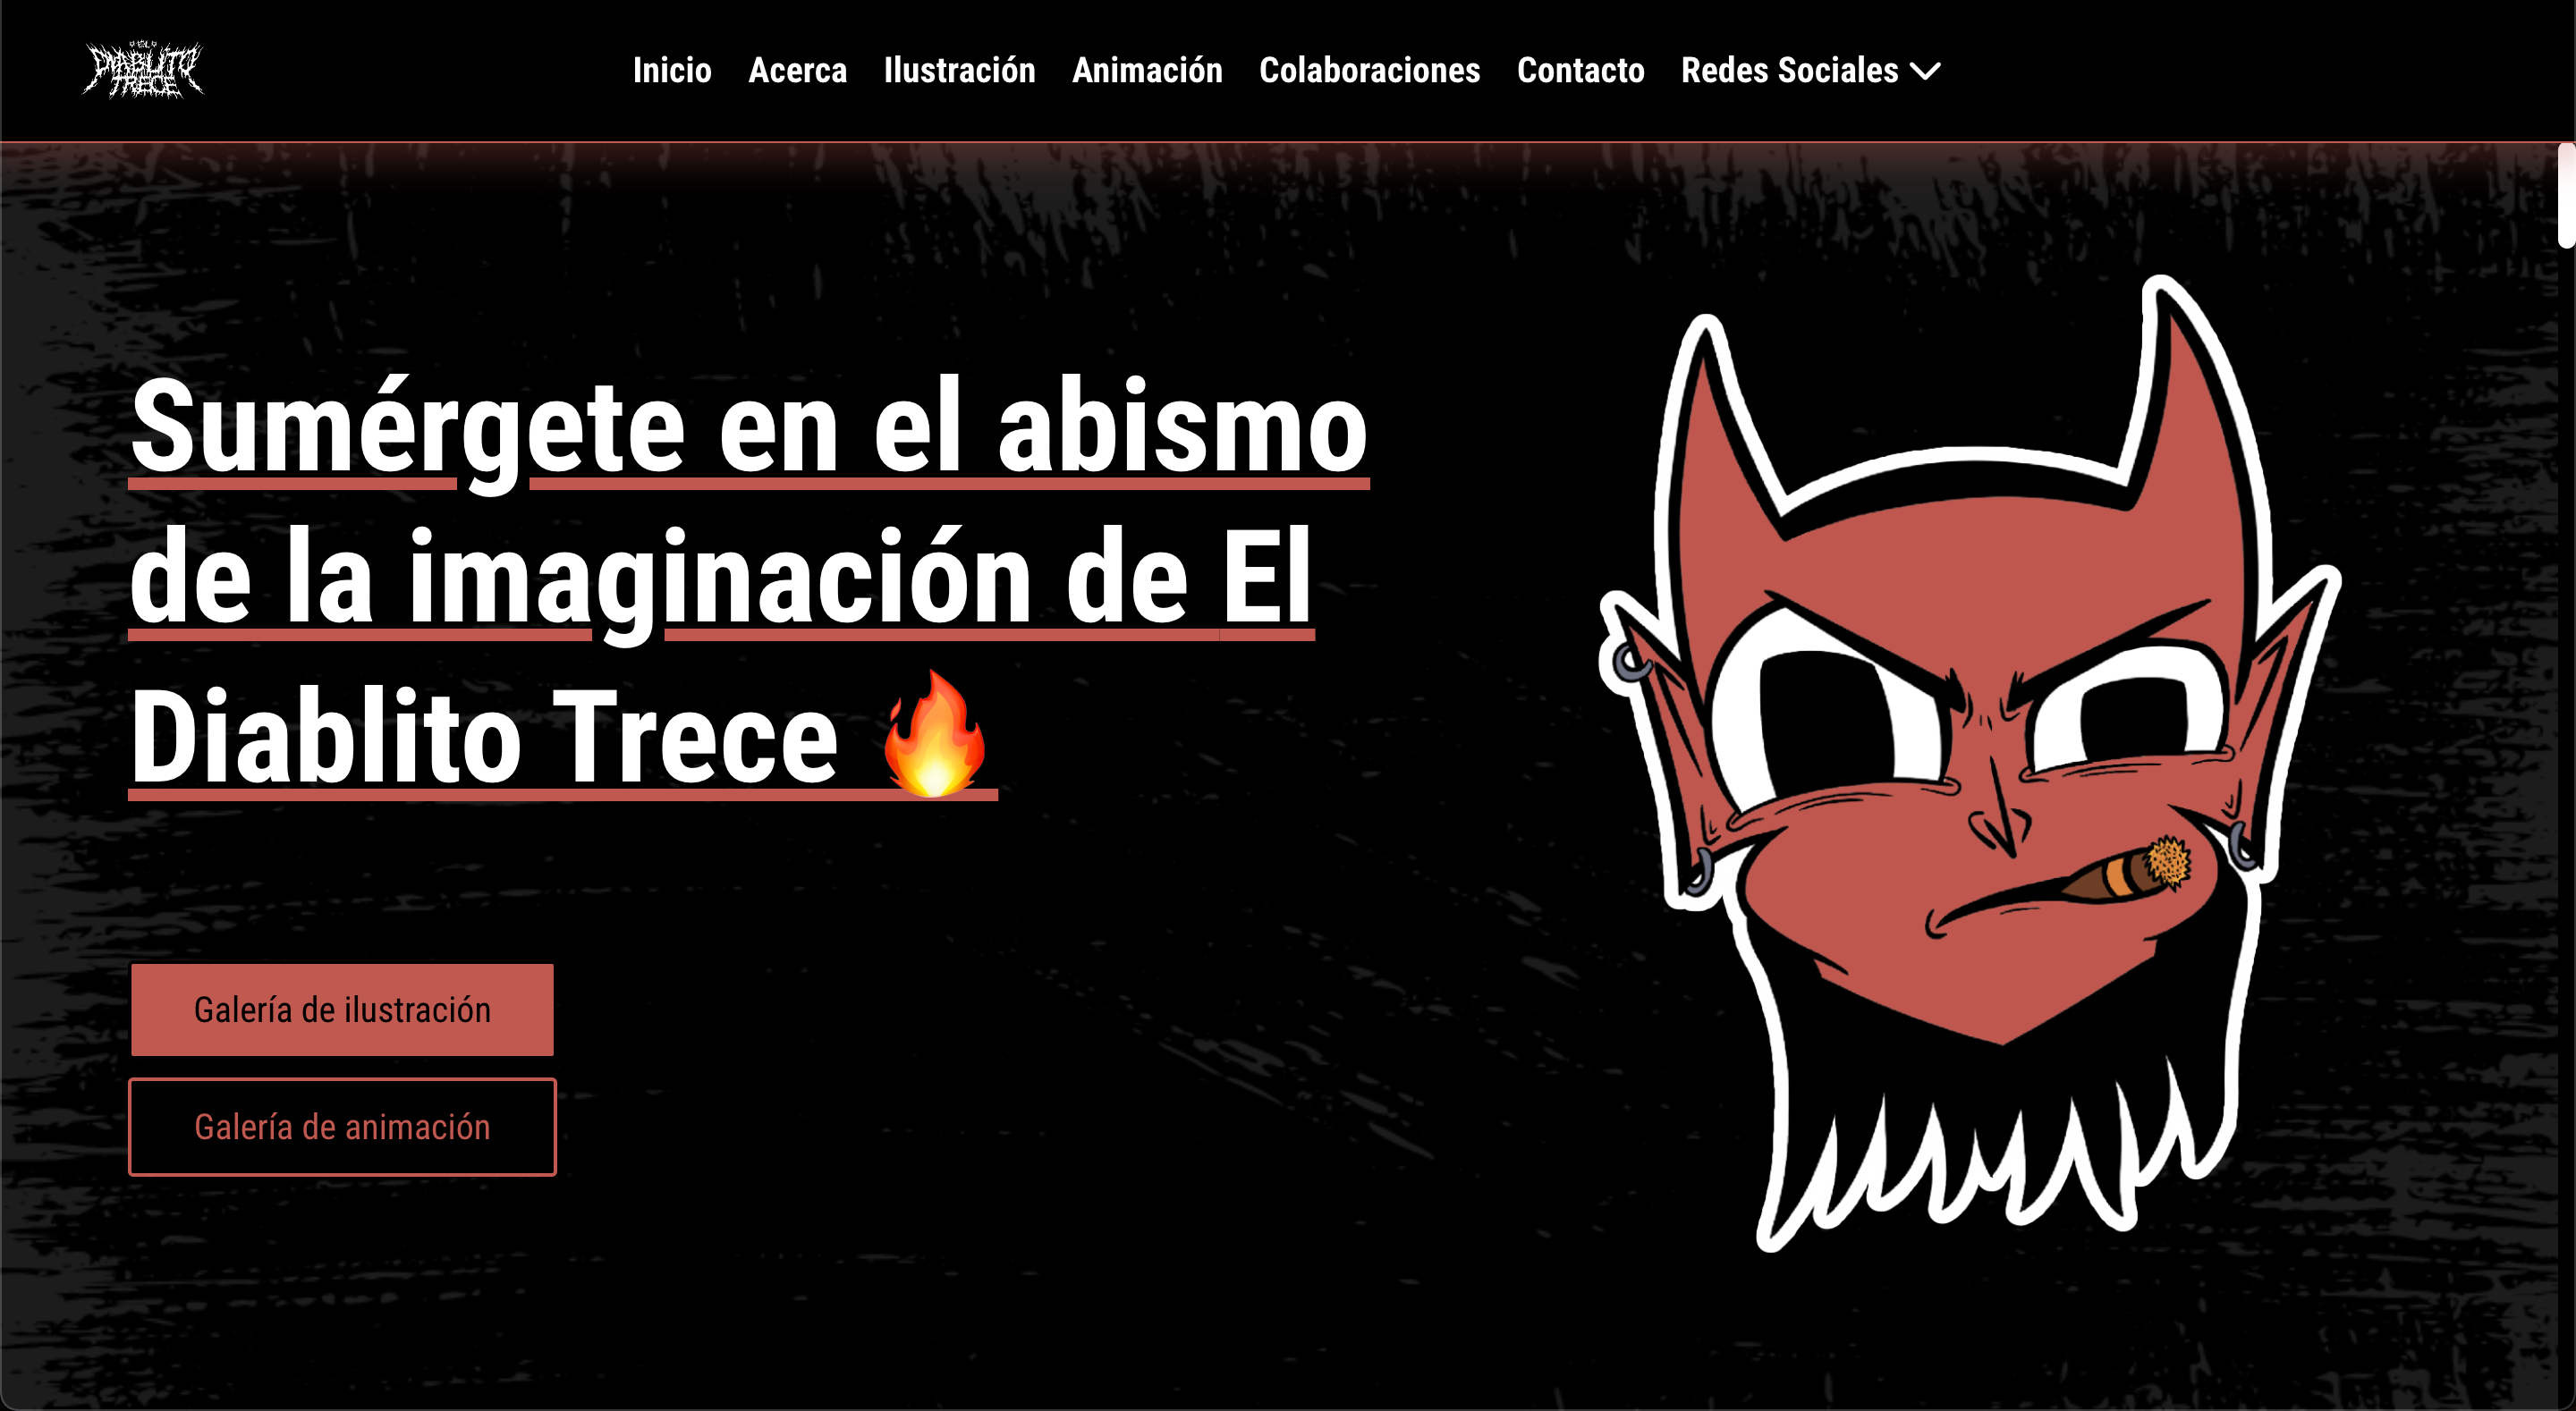 EL
DIABLITO
TRECE
Inicio Acerca Ilustración Animación Colaboraciones Contacto Redes Sociales
Sumérgete en el abismo
de la imaginación de El
Diablito Trece 🔥
Galería de ilustración
Galería de animación